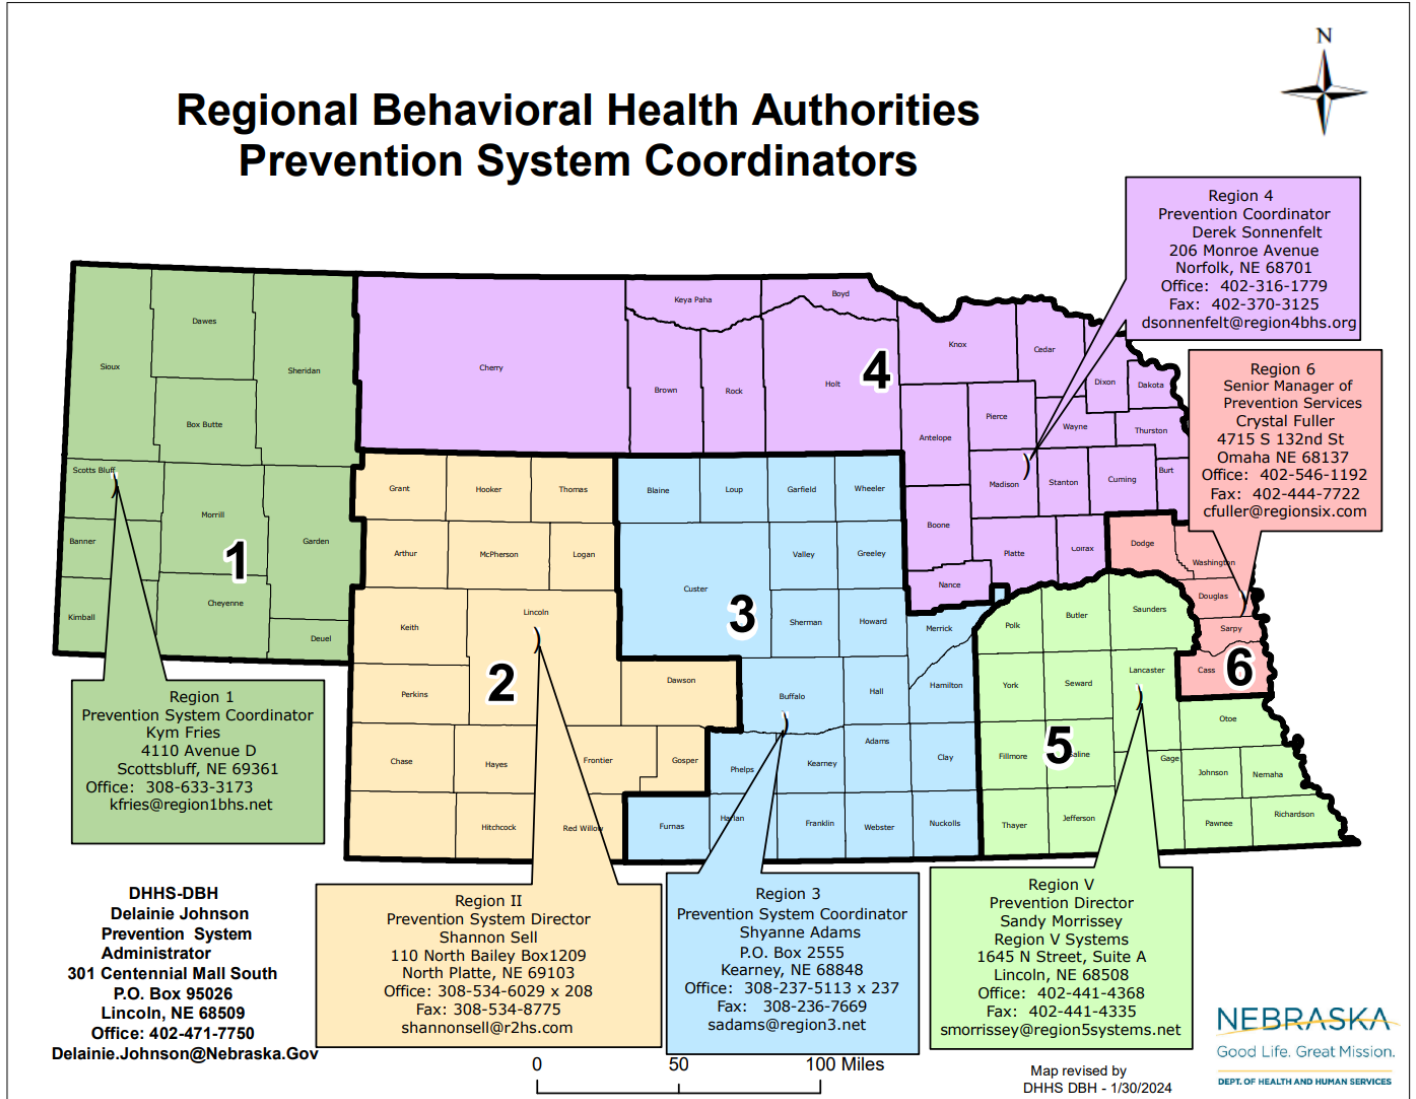 N
Regional Behavioral Health Authorities
Prevention System Coordinators
Region 4
Prevention Coordinator
Derek Sonnenfelt
206 Monroe Avenue
Norfolk, NE 68701
Office: 402-316-1779
Fax: 402-370-3125
dsonnenfelt@region4bhs.org
Region 6
Senior Manager of
Prevention Services
Crystal Fuller
4715 S 132nd St
Omaha NE 68137
Office: 402-546-1192
Fax: 402-444-7722
cfuller@regionsix.com
Sioux
Dawes
Sheridan
Box Butte
Scotts Bluff
Morrill
Garden
Banner
Kimball
Cheyenne
Deuel
1
Cherry
Keya Paha
Boyd
Brown
Rock
Holt
4
Knox
Cedar
Dixon
Dakota
Pierce
Wayne
Thurston
Antelope
Madison
Stanton
Cuming
Burt
Boone
Platte
Colfax
Nance
Grant
Hooker
Thomas
Arthur
McPherson
Logan
Keith
Lincoln
Perkins
2
Dawson
Chase
Hayes
Frontier
Gosper
Hitchcock
Red Willow
Blaine
Loup
Garfield
Wheeler
Custer
Valley
Greeley
3
Sherman
Howard
Merrick
Buffalo
Hall
Hamilton
Phelps
Kearney
Adams
Clay
Furnas
Harlan
Franklin
Webster
Nuckolls
Polk
Butler
Saunders
York
Seward
Lancaster
Fillmore
5
Saline
Gage
Otoe
Johnson
Nemaha
Thayer
Jefferson
Pawnee
Richardson
Dodge
Washington
Douglas
Sarpy
Cass
6
Region 1
Prevention System Coordinator
Kym Fries
4110 Avenue D
Scottsbluff, NE 69361
Office: 308-633-3173
kfries@region1bhs.net
DHHS-DBH
Delainie Johnson
Prevention System
Administrator
301 Centennial Mall South
P.O. Box 95026
Lincoln, NE 68509
Office: 402-471-7750
Delainie.Johnson@Nebraska.Gov
Region II
Prevention System Director
Shannon Sell
110 North Bailey Box1209
North Platte, NE 69103
Office: 308-534-6029 x 208
Fax: 308-534-8775
shannonsell@r2hs.com
Region 3
Prevention System Coordinator
Shyanne Adams
P.O. Box 2555
Kearney, NE 68848
Office: 308-237-5113 x 237
Fax: 308-236-7669
sadams@region3.net
Region V
Prevention Director
Sandy Morrissey
Region V Systems
1645 N Street, Suite A
Lincoln, NE 68508
Office: 402-441-4368
Fax: 402-441-4335
smorrissey@region5systems.net
0 50 100 Miles
Map revised by
DHHS DBH - 1/30/2024
NEBRASKA
Good Life. Great Mission.
DEPT. OF HEALTH AND HUMAN SERVICES